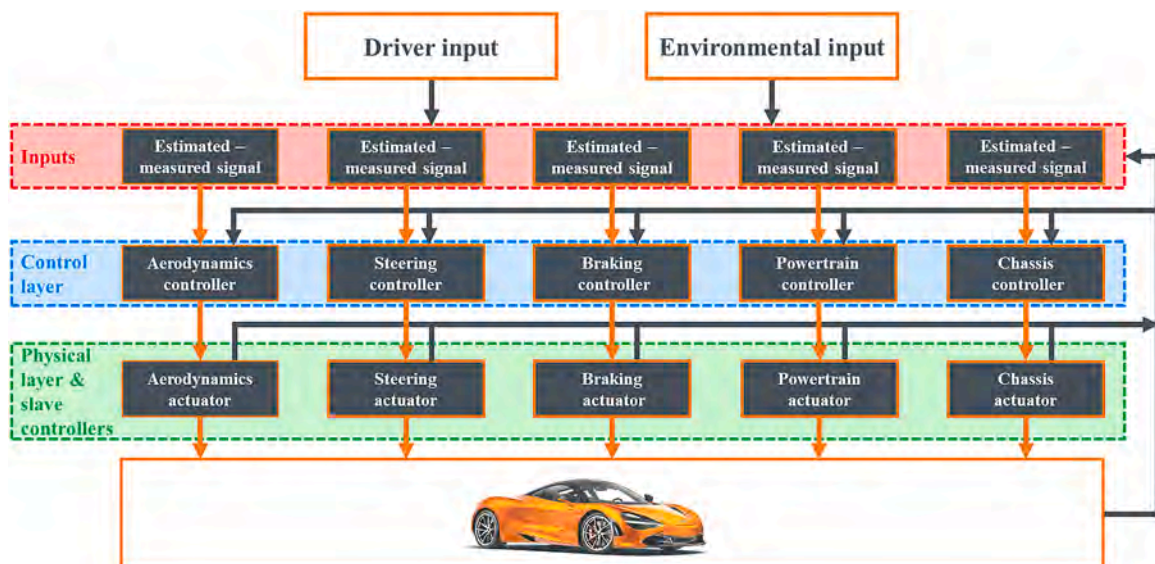 Driver input
Environmental input
Inputs
Estimated –
measured signal
Estimated –
measured signal
Estimated –
measured signal
Estimated –
measured signal
Estimated –
measured signal
Control
layer
Aerodynamics
controller
Steering
controller
Braking
controller
Powertrain
controller
Chassis
controller
Physical
layer &
slave
controllers
Aerodynamics
actuator
Steering
actuator
Braking
actuator
Powertrain
actuator
Chassis
actuator